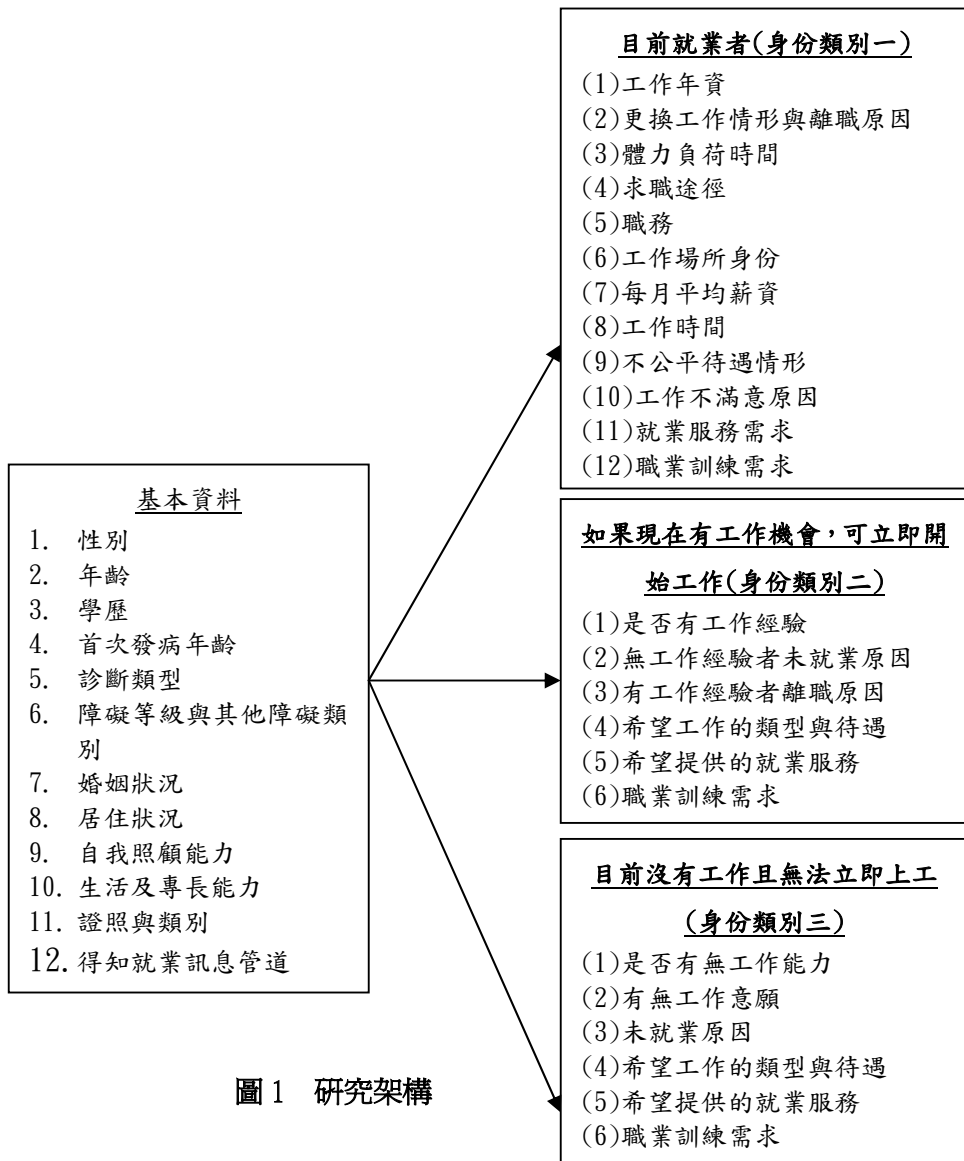 目前就業者(身份類別一)
(1)工作年資
(2)更換工作情形與離職原因
(3)體力負荷時間
(4)求職途徑
(5)職務
(6)工作場所身份
(7)每月平均薪資
(8)工作時間
(9)不公平待遇情形
(10)工作不滿意原因
(11)就業服務需求
(12)職業訓練需求
基本資料
1. 性別
2. 年齡
3. 學歷
4. 首次發病年齡
5. 診斷類型
6. 障礙等級與其他障礙類
別
7. 婚姻狀況
8. 居住狀況
9. 自我照顧能力
10. 生活及專長能力
11. 證照與類別
12. 得知就業訊息管道
如果現在有工作機會，可立即開
始工作(身份類別二)
(1)是否有工作經驗
(2)無工作經驗者未就業原因
(3)有工作經驗者離職原因
(4)希望工作的類型與待遇
(5)希望提供的就業服務
(6)職業訓練需求
目前沒有工作且無法立即上工
(身份類別三)
(1)是否有無工作能力
(2)有無工作意願
(3)未就業原因
(4)希望工作的類型與待遇
(5)希望提供的就業服務
(6)職業訓練需求
圖 1 研究架構